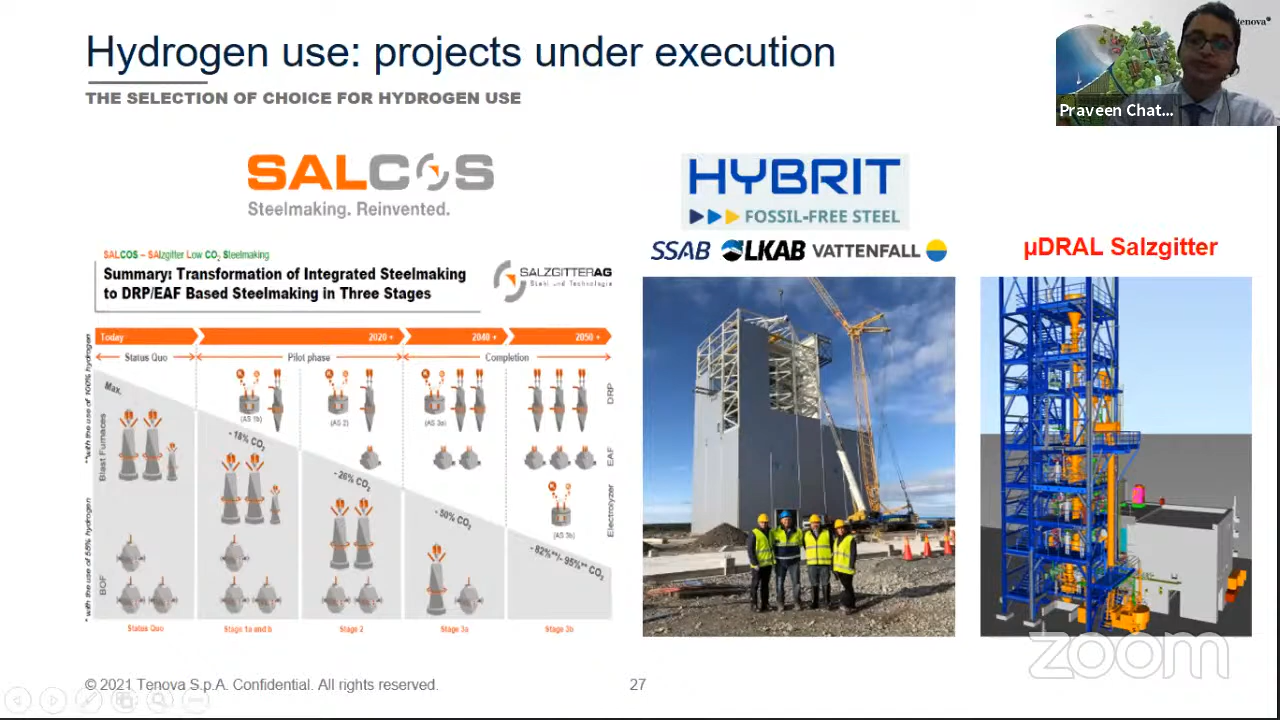 Hydrogen use: projects under execution
THE SELECTION OF CHOICE FOR HYDROGEN USE
tenova
Praveen Chat...
SALCOS
Steelmaking. Reinvented.
HYBRIT
FOSSIL-FREE STEEL
SSAB LKAB VATTENFALL
µDRAL Salzgitter
SALCOS – SAlzgitter Low CO2 Steelmaking
Summary: Transformation of Integrated Steelmaking
to DRP/EAF Based Steelmaking in Three Stages
SALZGITTERAG
Stahl und Technologie
Today 2020 + 2040 + 2050 +
Status Quo Pilot phase Completion
Max.
(AS 1b) (AS 2) (AS 3a)
DRP
- 18% CO2
Blast Furnaces
EAF
- 26% CO2
- 50% CO2
Electrolyzer
(AS 3b)
- 82%*/- 95%** CO2
BOF
* with the use of 55% hydrogen
**with the use of 100% hydrogen
Status Quo Stage 1a and b Stage 2 Stage 3a Stage 3b
zoom
© 2021 Tenova S.p.A. Confidential. All rights reserved.
27